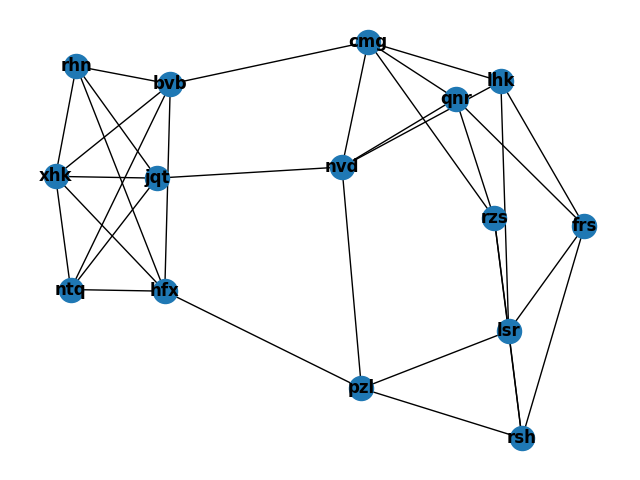 cmg
rhn
bvb
lhk
qnr
nvd
xhk
jqt
rzs
frs
ntq
hfx
lsr
pzl
rsh